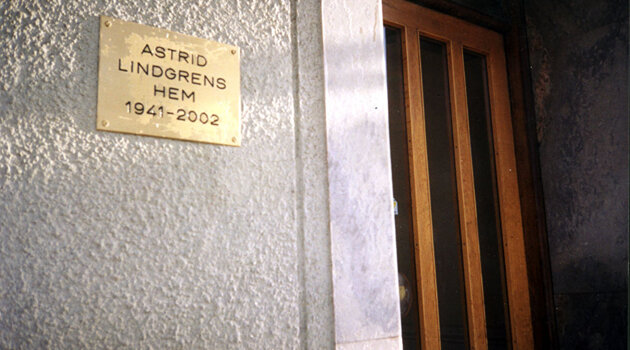 ASTRID
LINDGRENS
HEM
1941-2002